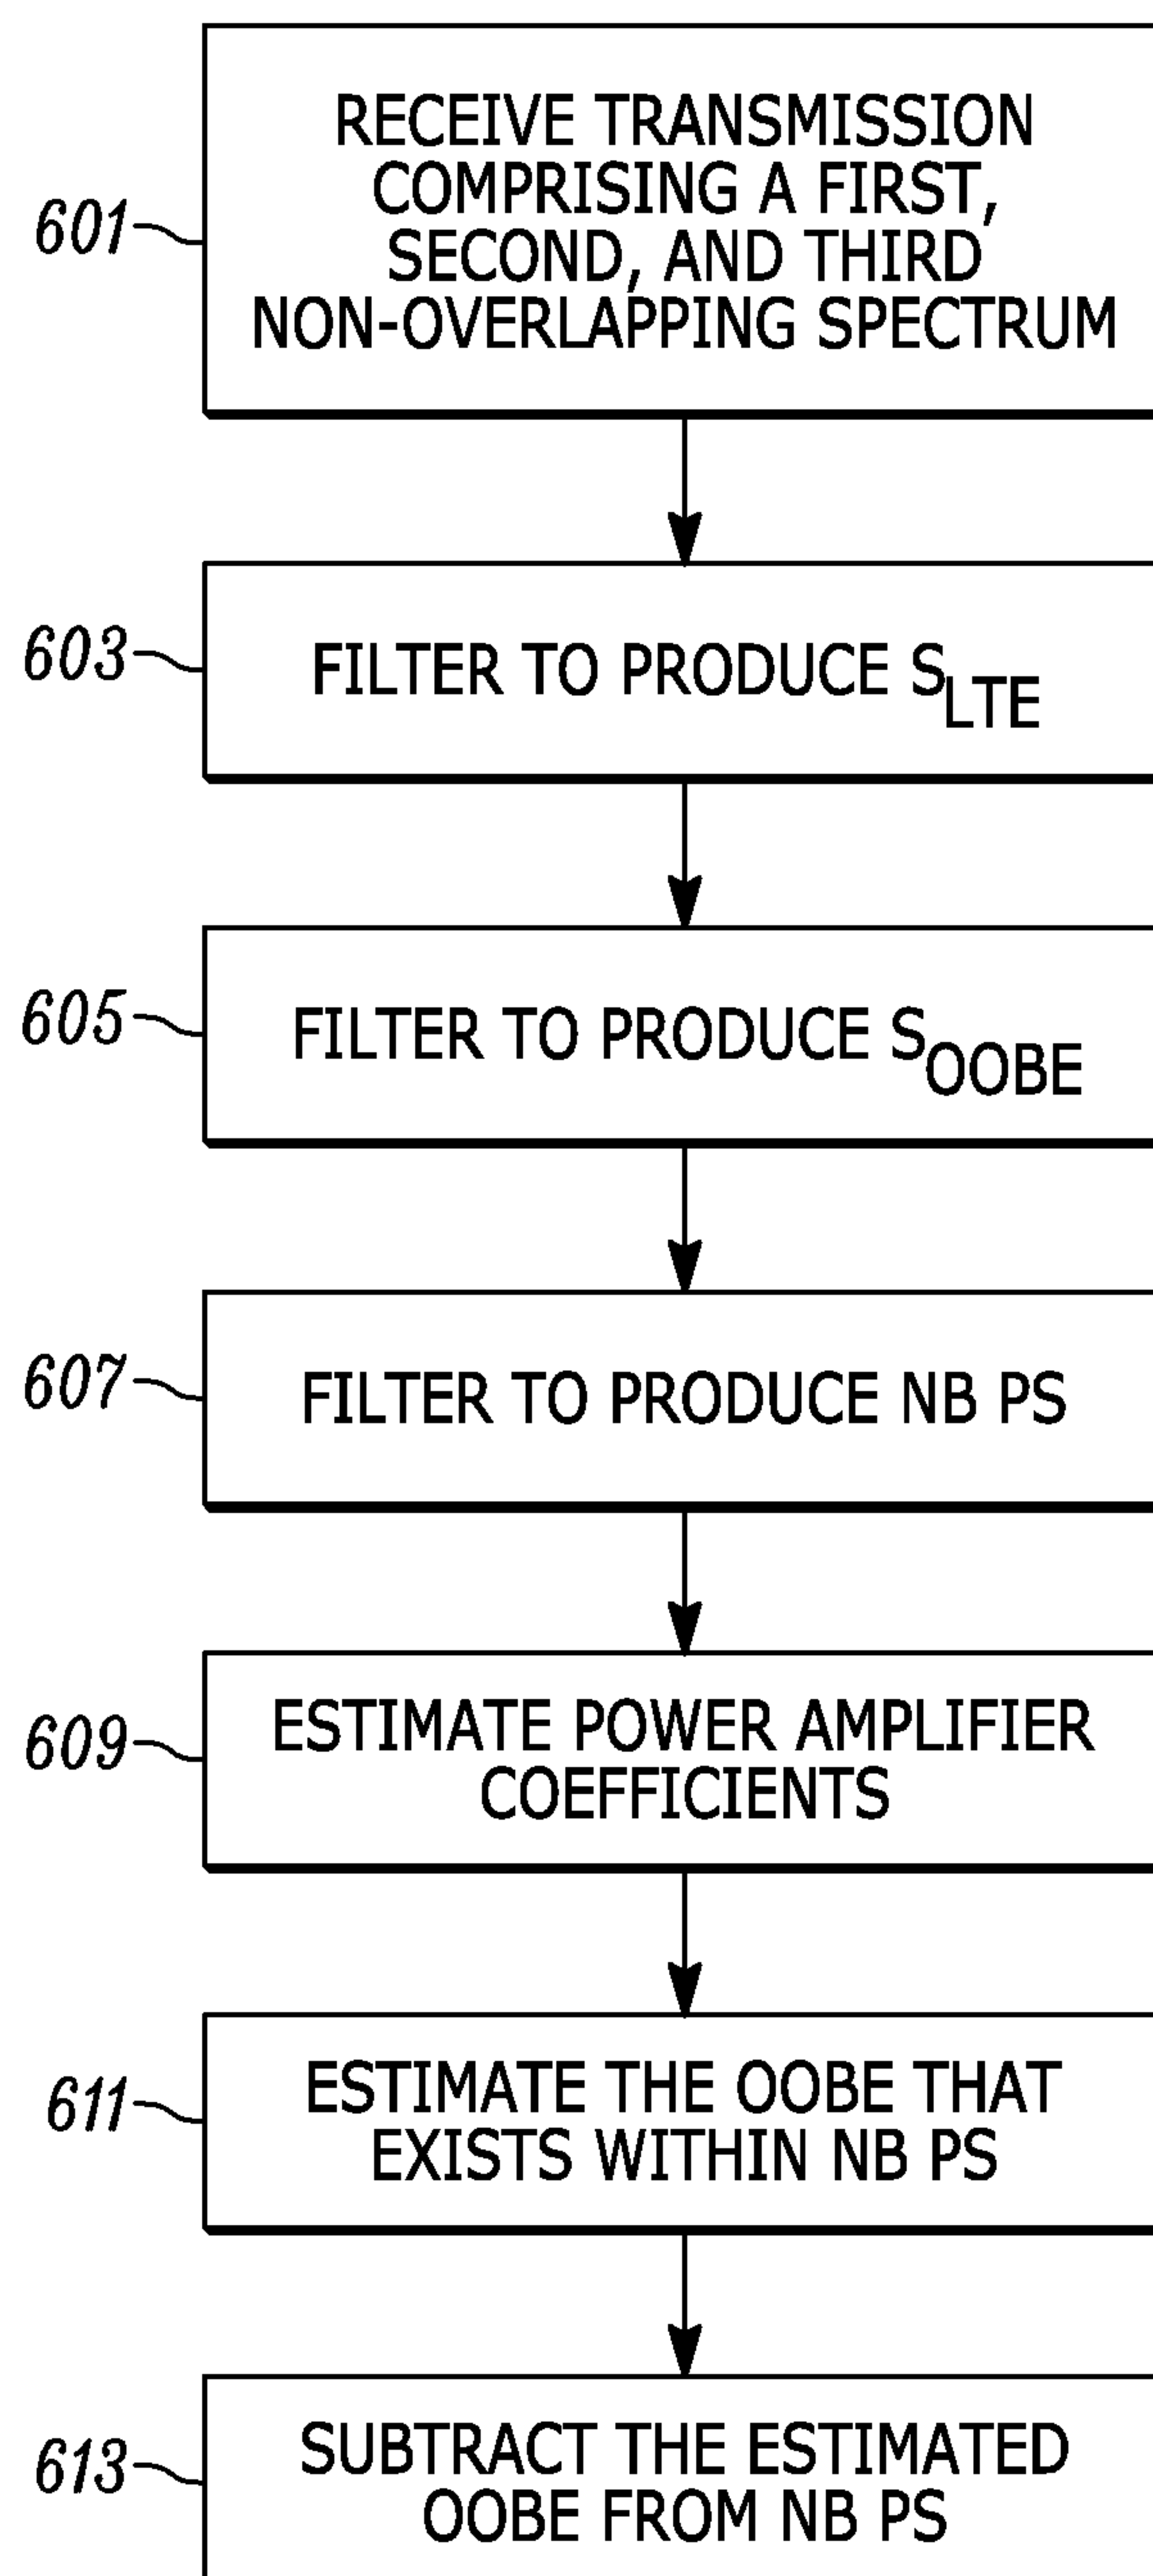 RECEIVE TRANSMISSION
COMPRISING A FIRST,
SECOND, AND THIRD
NON-OVERLAPPING SPECTRUM
601
603
FILTER TO PRODUCE S_LTE
605
FILTER TO PRODUCE S_OOBE
607
FILTER TO PRODUCE NB PS
609
ESTIMATE POWER AMPLIFIER
COEFFICIENTS
611
ESTIMATE THE OOBE THAT
EXISTS WITHIN NB PS
613
SUBTRACT THE ESTIMATED
OOBE FROM NB PS